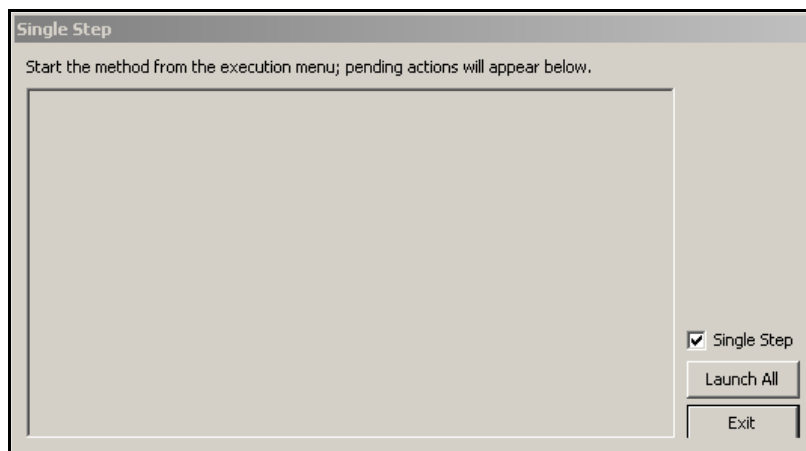 Single Step
Start the method from the execution menu; pending actions will appear below.
Single Step
Launch All
Exit